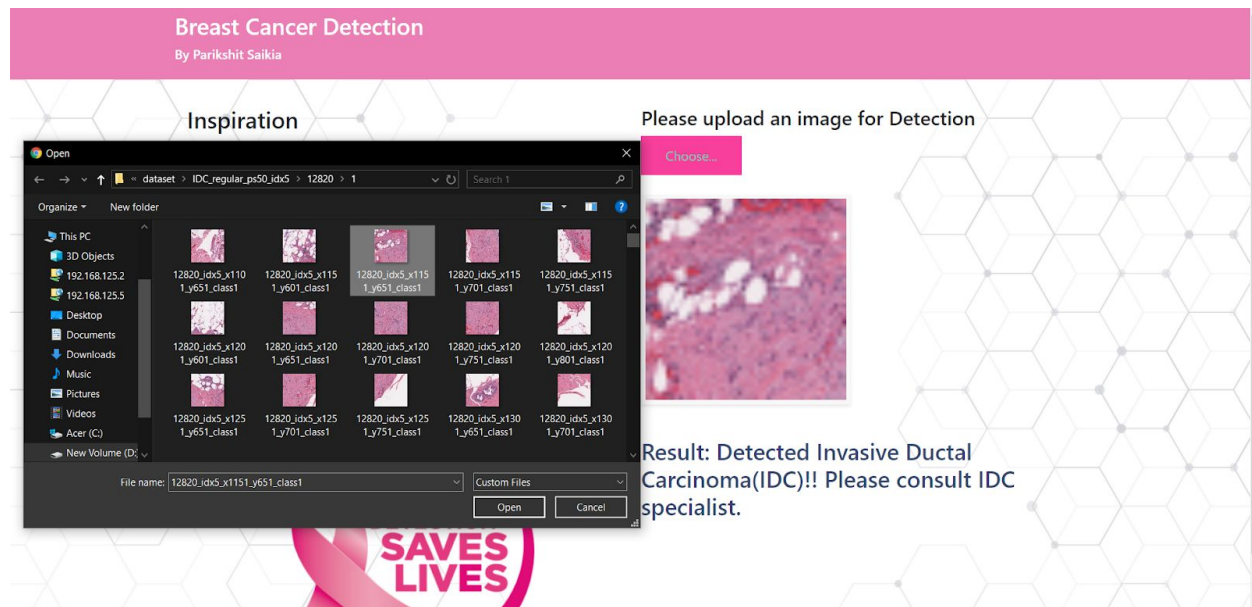 Breast Cancer Detection
By Parikshit Saikia
Inspiration
Please upload an image for Detection
Choose...
Open
« dataset > IDC_regular_ps50_idx5 > 12820 > 1
Search 1
Organize
New folder
This PC
3D Objects
192.168.125.2
192.168.125.5
Desktop
Documents
Downloads
Music
Pictures
Videos
Acer (C:)
New Volume (D:
12820_idx5_x110
1_y651_class1
12820_idx5_x115
1_y601_class1
12820_idx5_x115
1_y651_class1
12820_idx5_x115
1_y701_class1
12820_idx5_x115
1_y751_class1
12820_idx5_x120
1_y601_class1
12820_idx5_x120
1_y651_class1
12820_idx5_x120
1_y701_class1
12820_idx5_x120
1_y751_class1
12820_idx5_x120
1_y801_class1
12820_idx5_x125
1_y651_class1
12820_idx5_x125
1_y701_class1
12820_idx5_x125
1_y751_class1
12820_idx5_x130
1_y651_class1
12820_idx5_x130
1_y701_class1
File name: 12820_idx5_x1151_y651_class1
Custom Files
Open
Cancel
Result: Detected Invasive Ductal
Carcinoma(IDC)!! Please consult IDC
specialist.
SAVES
LIVES